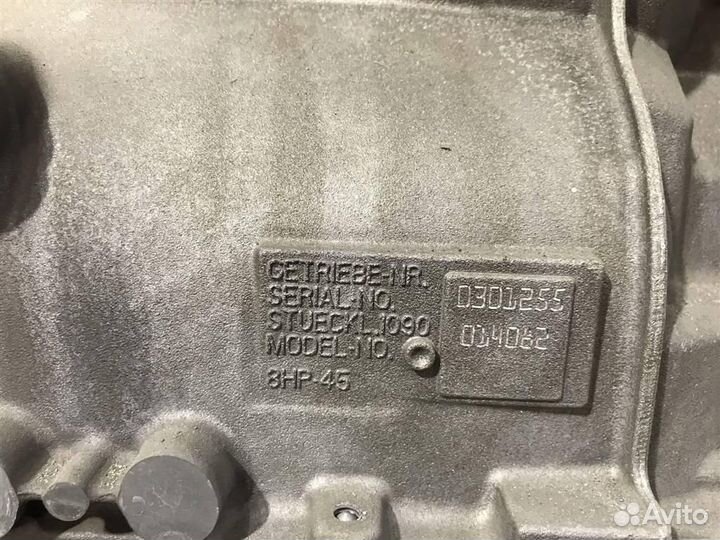 GETRIEBE-NR.
SERIAL-NO.
STUECKL.1090
MODEL-NO.
8HP-45
0301255
014062
Avito